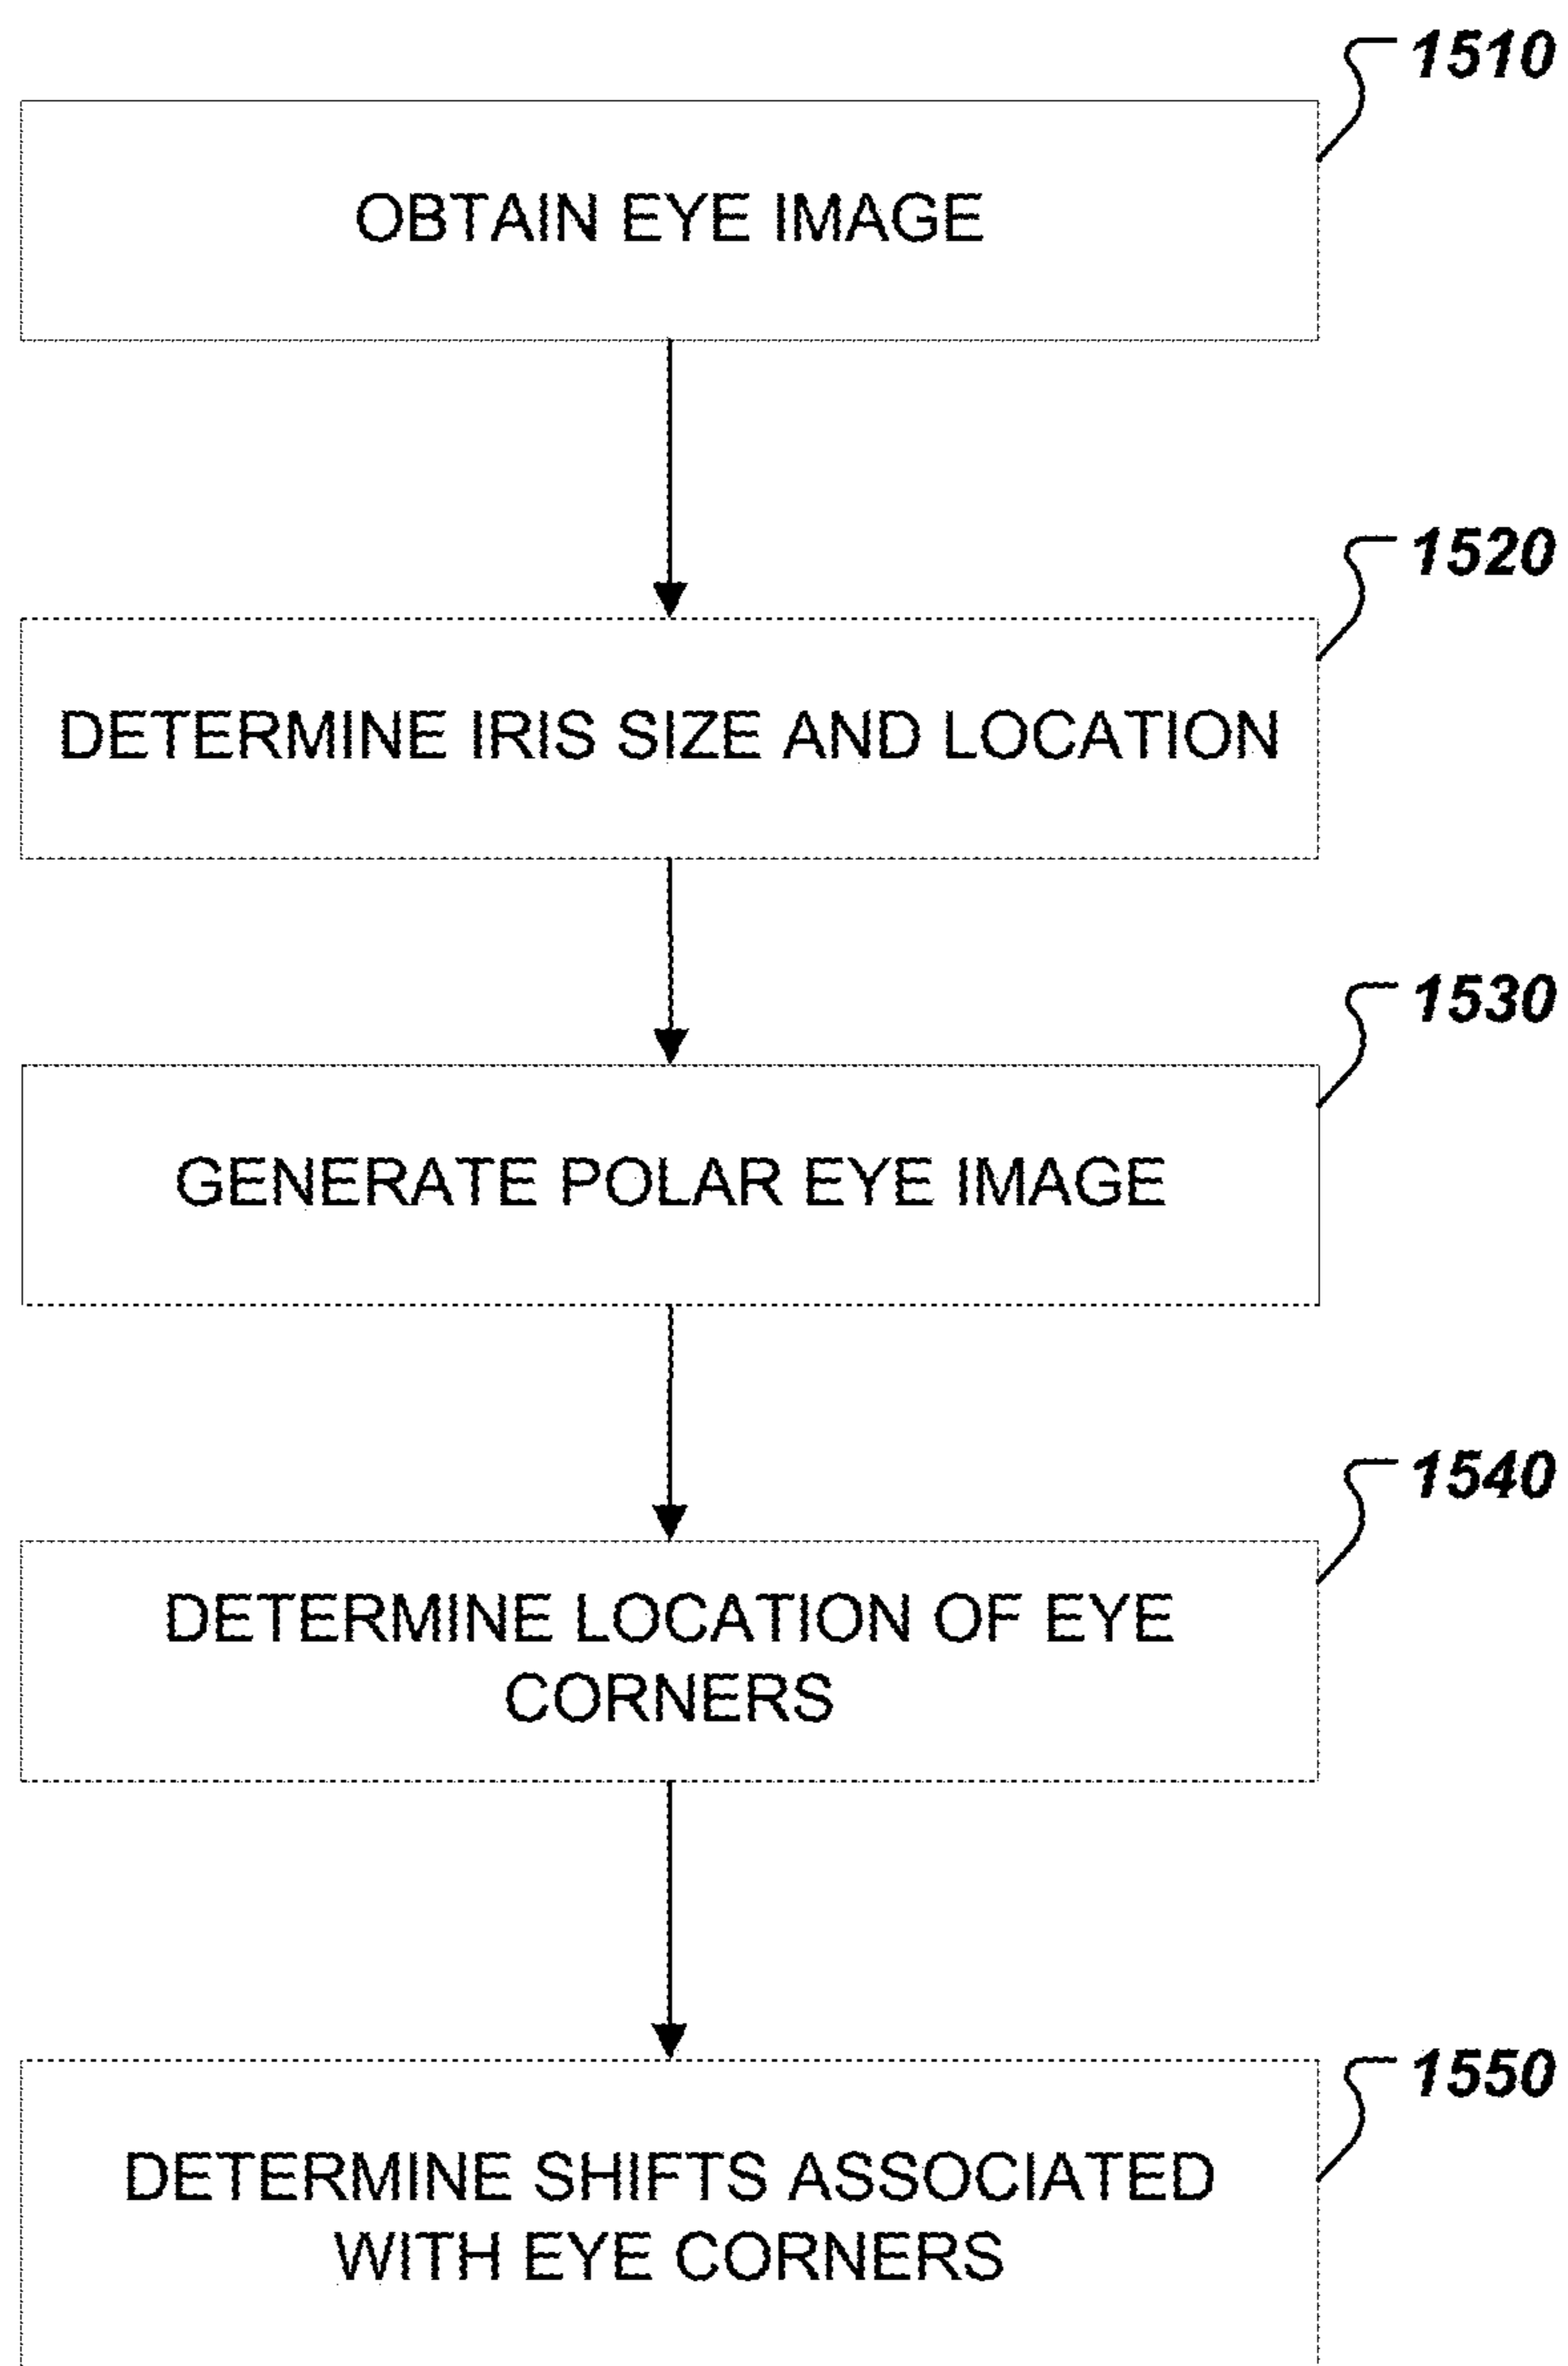 1510
OBTAIN EYE IMAGE
1520
DETERMINE IRIS SIZE AND LOCATION
1530
GENERATE POLAR EYE IMAGE
1540
DETERMINE LOCATION OF EYE
CORNERS
1550
DETERMINE SHIFTS ASSOCIATED
WITH EYE CORNERS